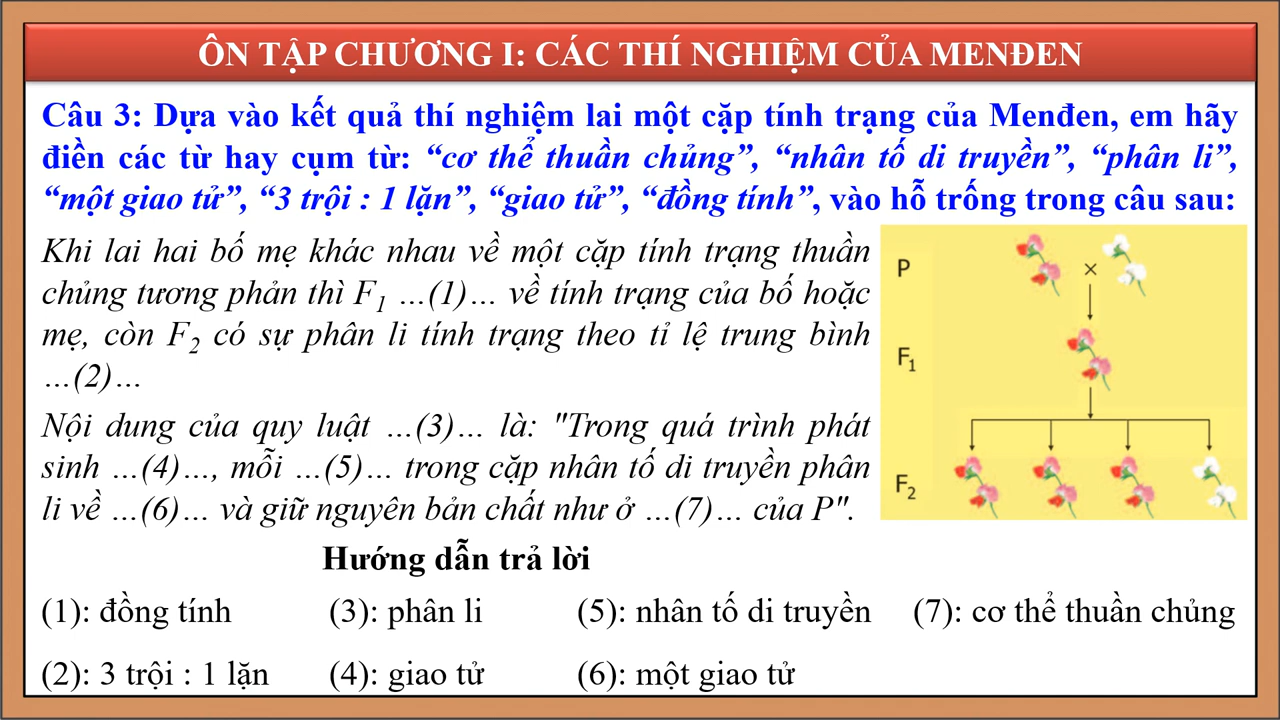 ÔN TẬP CHƯƠNG I: CÁC THÍ NGHIỆM CỦA MENĐEN
Câu 3: Dựa vào kết quả thí nghiệm lai một cặp tính trạng của Menđen, em hãy
điền các từ hay cụm từ: “cơ thể thuần chủng”, “nhân tố di truyền”, “phân li”,
“một giao tử”, “3 trội : 1 lặn”, “giao tử”, “đồng tính”, vào hỗ trống trong câu sau:
Khi lai hai bố mẹ khác nhau về một cặp tính trạng thuần
chủng tương phản thì F₁ …(1)… về tính trạng của bố hoặc
mẹ, còn F₂ có sự phân li tính trạng theo tỉ lệ trung bình
…(2)…
Nội dung của quy luật …(3)… là: "Trong quá trình phát
sinh …(4)…, mỗi …(5)… trong cặp nhân tố di truyền phân
li về …(6)… và giữ nguyên bản chất như ở …(7)… của P".
P
×
F₁
F₂
Hướng dẫn trả lời
(1): đồng tính (3): phân li (5): nhân tố di truyền (7): cơ thể thuần chủng
(2): 3 trội : 1 lặn (4): giao tử (6): một giao tử